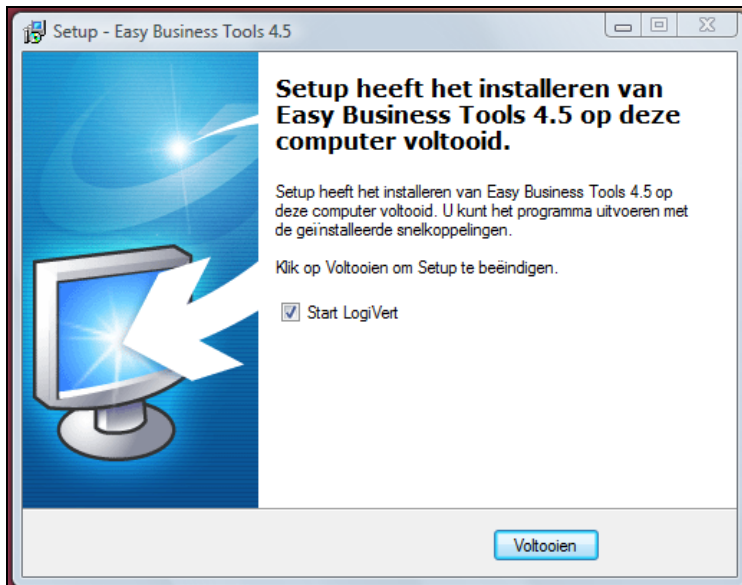 Setup - Easy Business Tools 4.5
Setup heeft het installeren van
Easy Business Tools 4.5 op deze
computer voltooid.
Setup heeft het installeren van Easy Business Tools 4.5 op
deze computer voltooid. U kunt het programma uitvoeren met
de geïnstalleerde snelkoppelingen.
Klik op Voltooien om Setup te beëindigen.
Start LogiVert
Voltooien